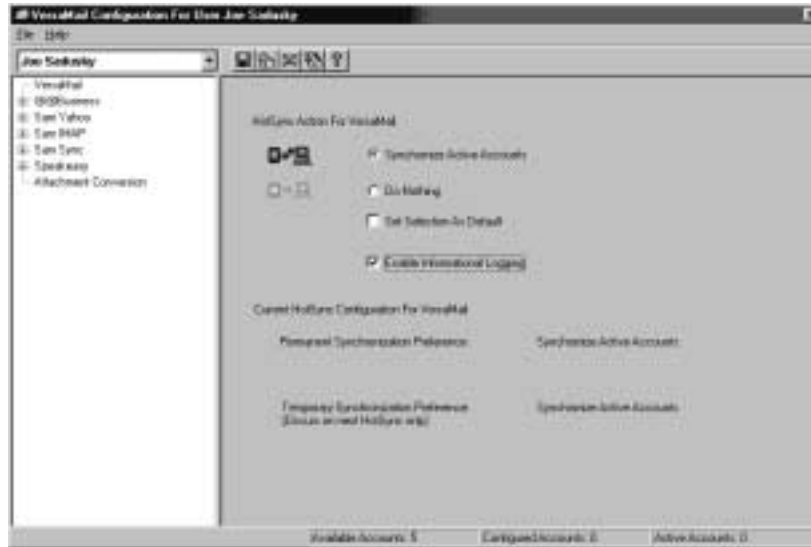 VersaMail Configuration For User Joe Sadusky
File Help
Joe Sadusky
VersaMail
Sam Yahoo
Sam IMAP
Sam Sync
Speakeasy
Attachment Conversion
HotSync Action For VersaMail
Synchronize Active Accounts
Do Nothing
Set Selection As Default
Enable Informational Logging
Current HotSync Configuration For VersaMail
Permanent Synchronization Preference: Synchronize Active Accounts
Temporary Synchronization Preference: Synchronize Active Accounts
(Occurs on next HotSync only)
Available Accounts: 5 Configured Accounts: 0 Active Accounts: 0